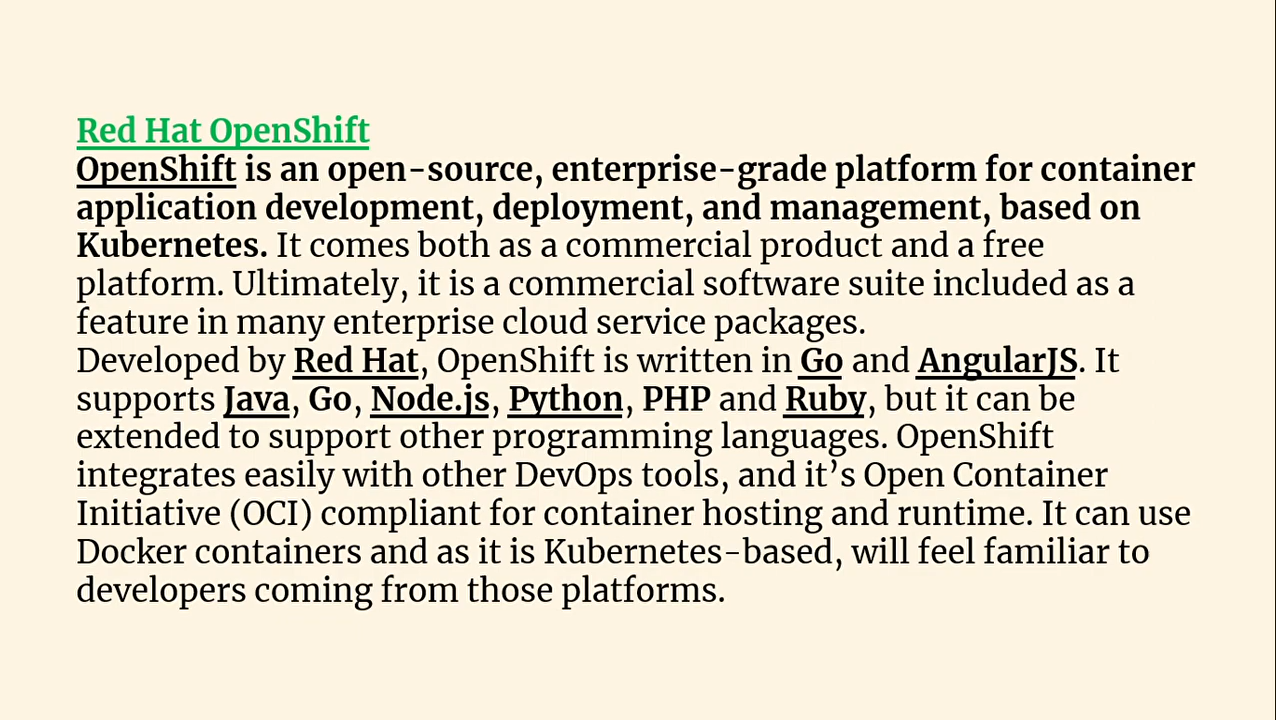 Red Hat OpenShift
OpenShift is an open-source, enterprise-grade platform for container
application development, deployment, and management, based on
Kubernetes. It comes both as a commercial product and a free
platform. Ultimately, it is a commercial software suite included as a
feature in many enterprise cloud service packages.
Developed by Red Hat, OpenShift is written in Go and AngularJS. It
supports Java, Go, Node.js, Python, PHP and Ruby, but it can be
extended to support other programming languages. OpenShift
integrates easily with other DevOps tools, and it’s Open Container
Initiative (OCI) compliant for container hosting and runtime. It can use
Docker containers and as it is Kubernetes-based, will feel familiar to
developers coming from those platforms.